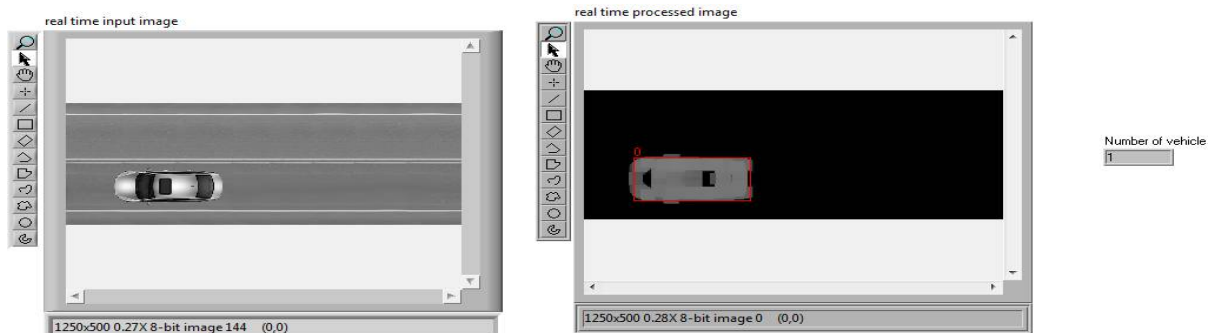 real time input image
real time processed image
0
Number of vehicle
1
1250x500 0.27X 8-bit image 144 (0,0)
1250x500 0.28X 8-bit image 0 (0,0)